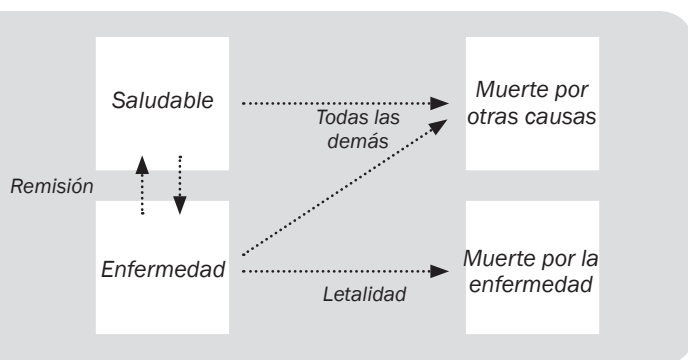 Saludable
Muerte por
otras causas
Todas las
demás
Remisión
Enfermedad
Muerte por la
enfermedad
Letalidad